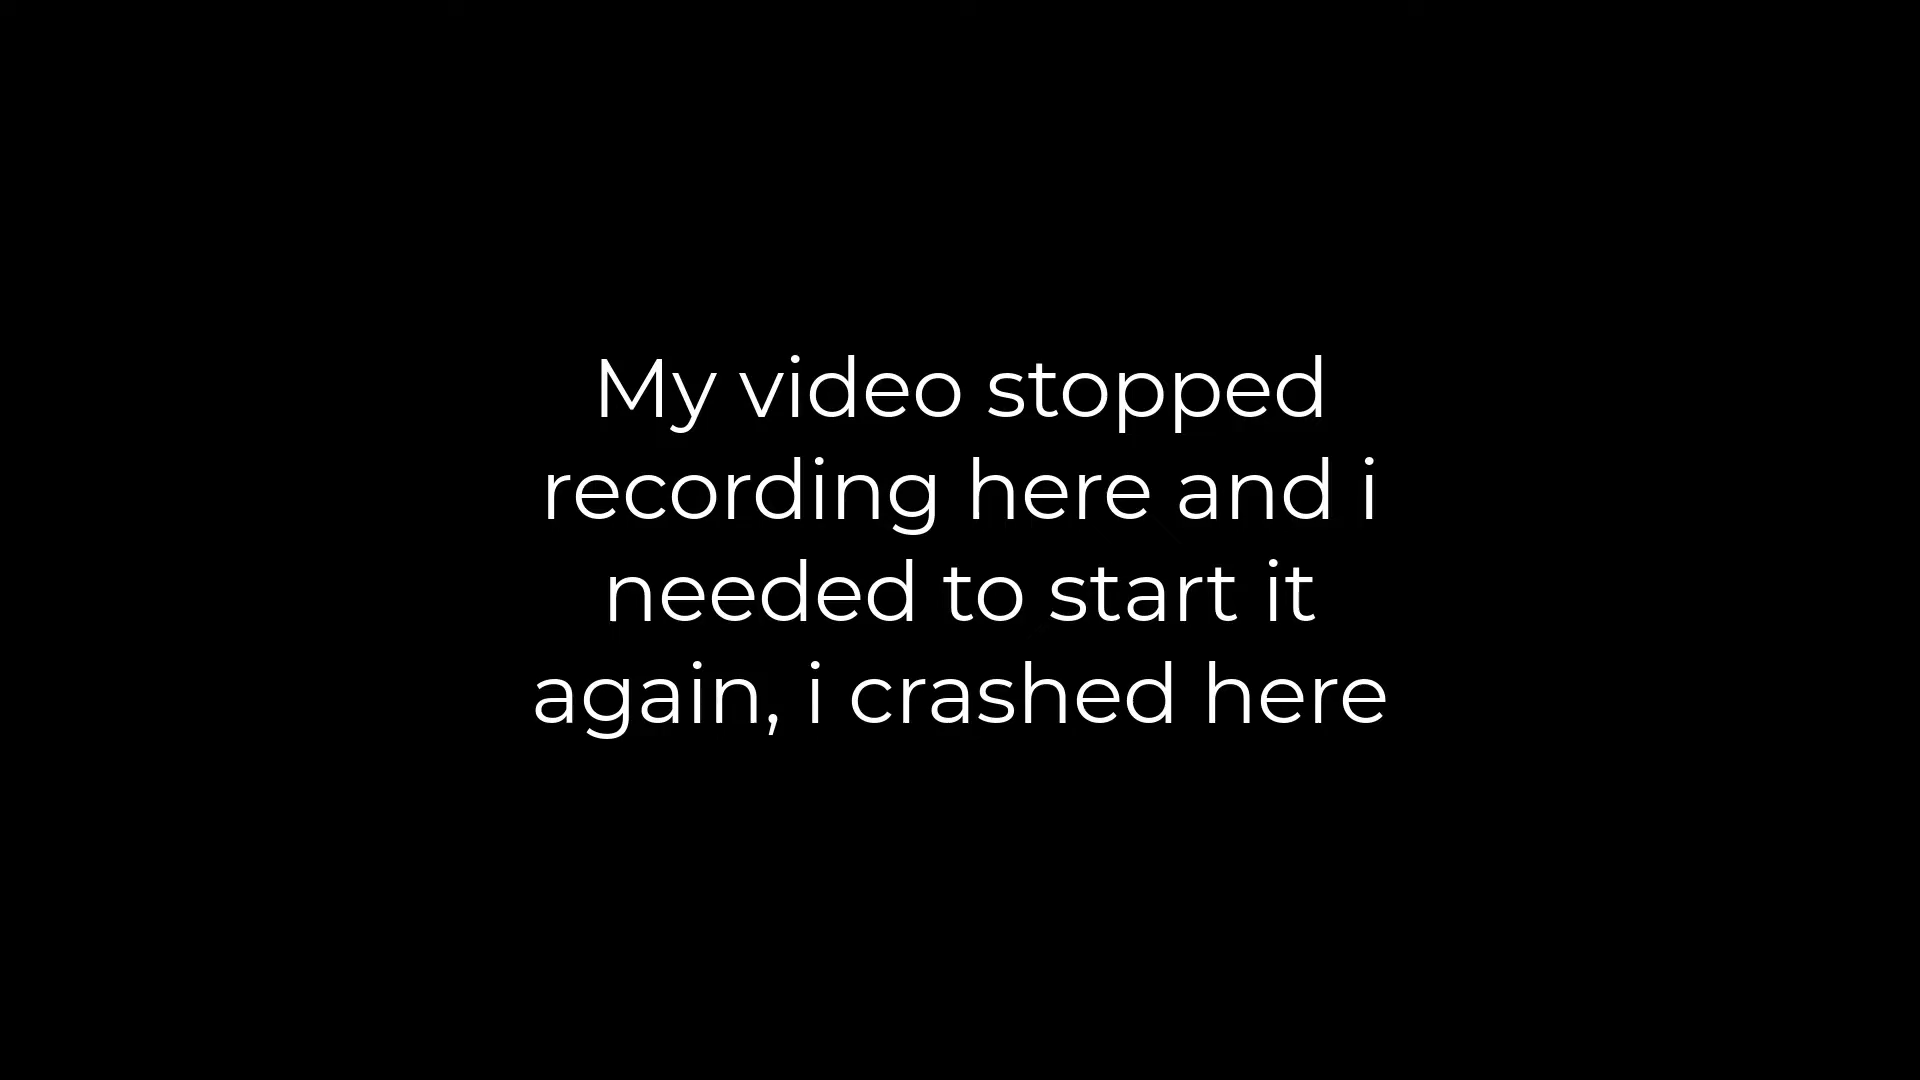 My video stopped
recording here and i
needed to start it
again, i crashed here